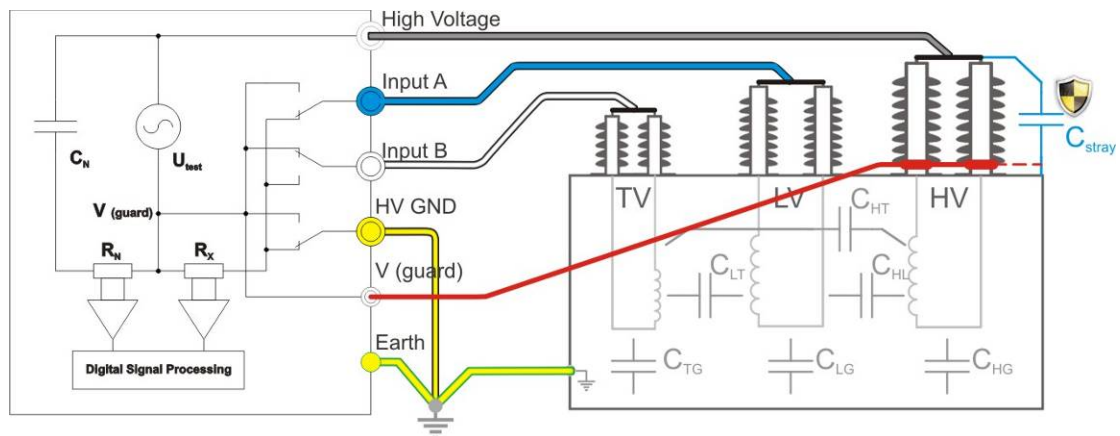 High Voltage
Input A
Input B
HV GND
V (guard)
Earth
C_N
U_test
V (guard)
R_N
R_X
Digital Signal Processing
TV
LV
HV
C_stray
C_HT
C_LT
C_HL
C_TG
C_LG
C_HG